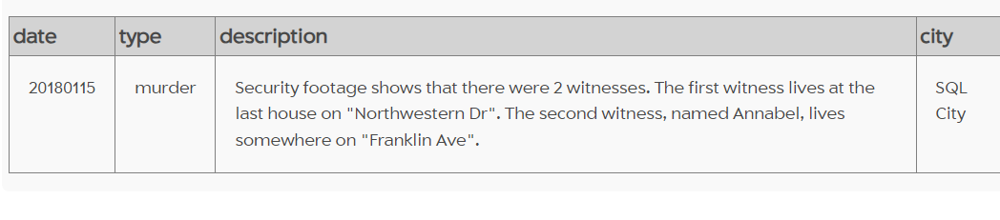 date type description city
20180115 murder Security footage shows that there were 2 witnesses. The first witness lives at the SQL
last house on "Northwestern Dr". The second witness, named Annabel, lives City
somewhere on "Franklin Ave".